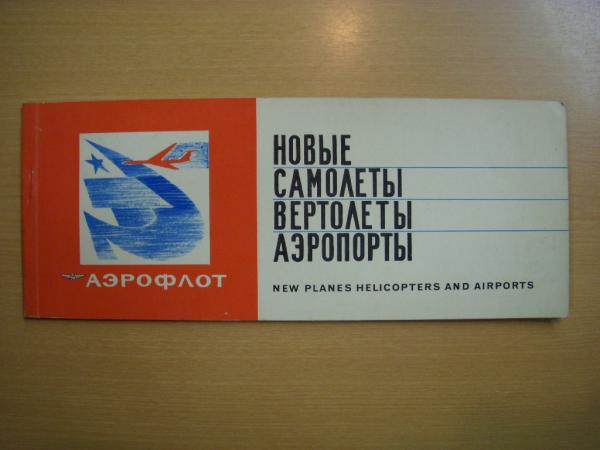 АЭРОФЛОТ
НОВЫЕ
САМОЛЕТЫ
ВЕРТОЛЕТЫ
АЭРОПОРТЫ
NEW PLANES HELICOPTERS AND AIRPORTS